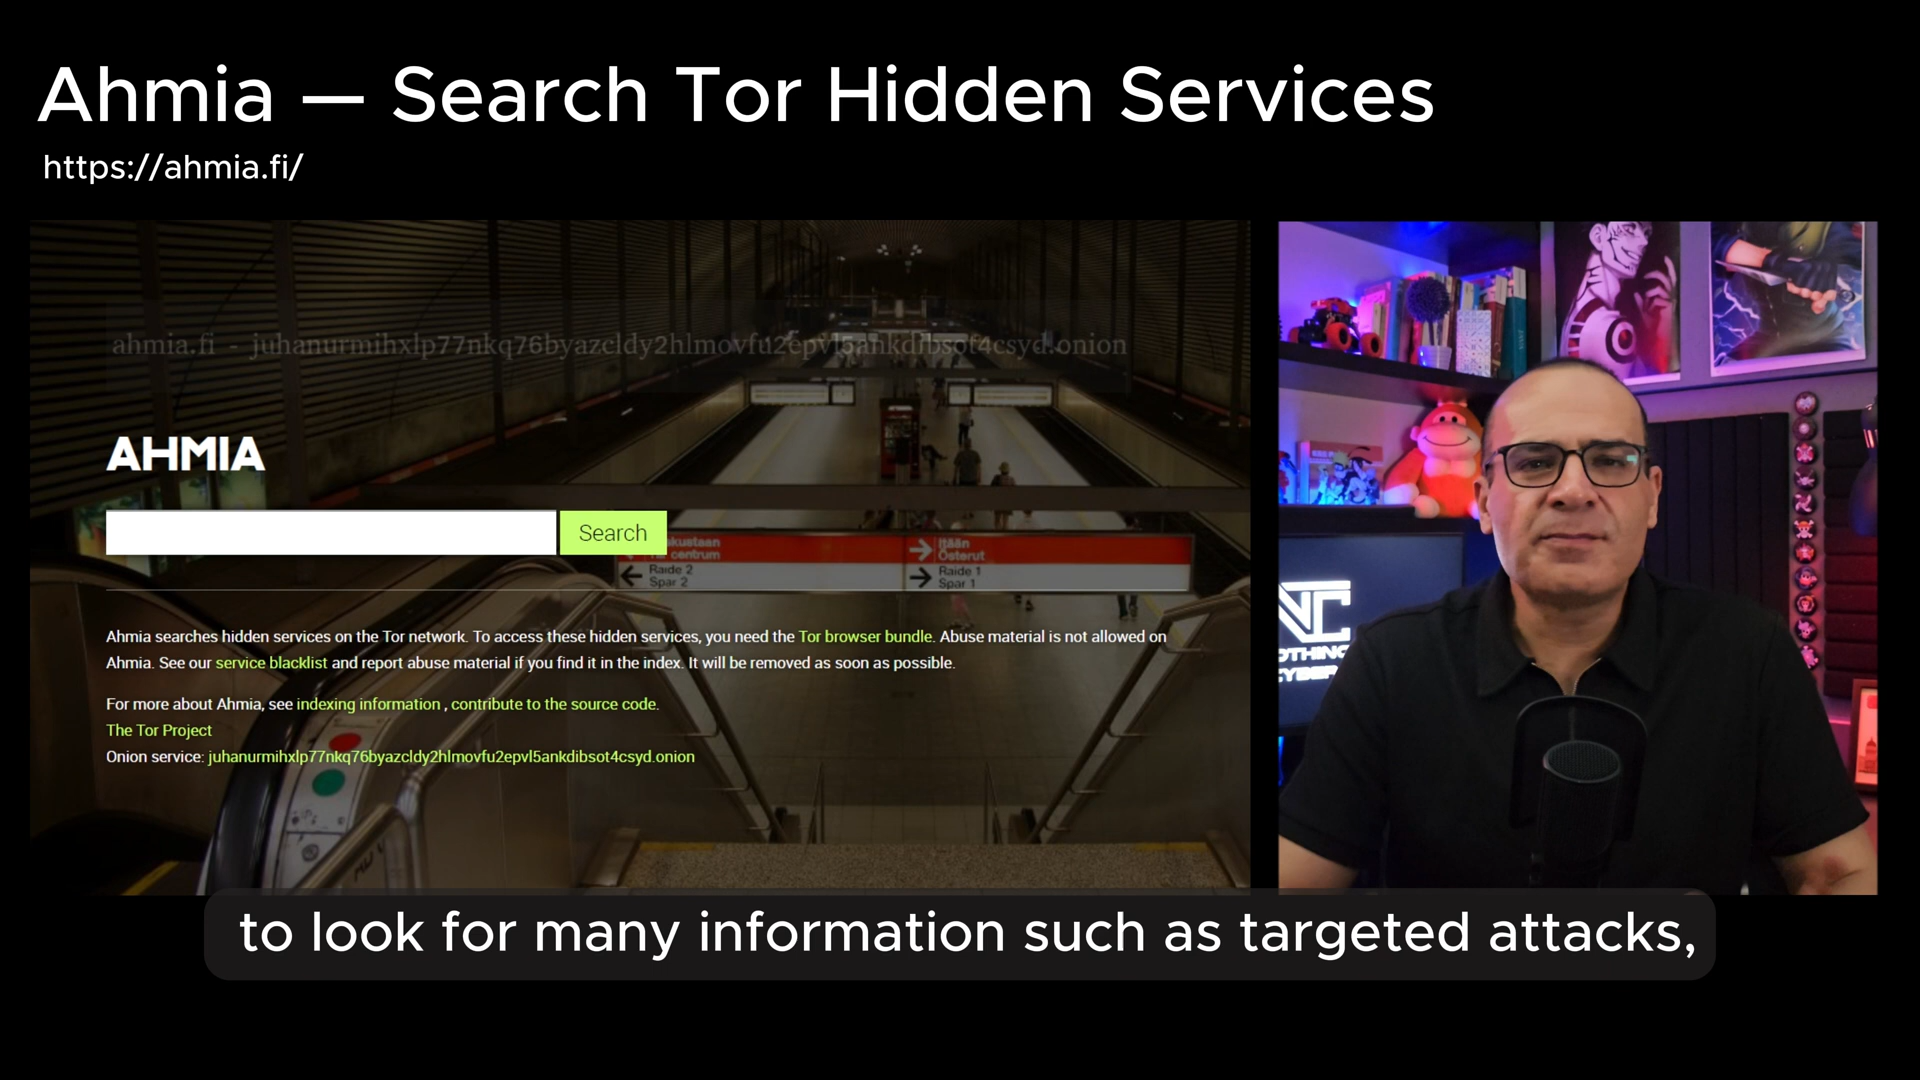 Ahmia — Search Tor Hidden Services
https://ahmia.fi/
ahmia.fi - juhanurmihxlp77nkq76byazcldy2hlmovfu2epvl5ankdibsot4csyd.onion
AHMIA
Search
centrum
Itään
Österut
Raide 2
Spar 2
Raide 1
Spar 1
Ahmia searches hidden services on the Tor network. To access these hidden services, you need the Tor browser bundle. Abuse material is not allowed on
Ahmia. See our service blacklist and report abuse material if you find it in the index. It will be removed as soon as possible.
For more about Ahmia, see indexing information , contribute to the source code.
The Tor Project
Onion service: juhanurmihxlp77nkq76byazcldy2hlmovfu2epvl5ankdibsot4csyd.onion
to look for many information such as targeted attacks,